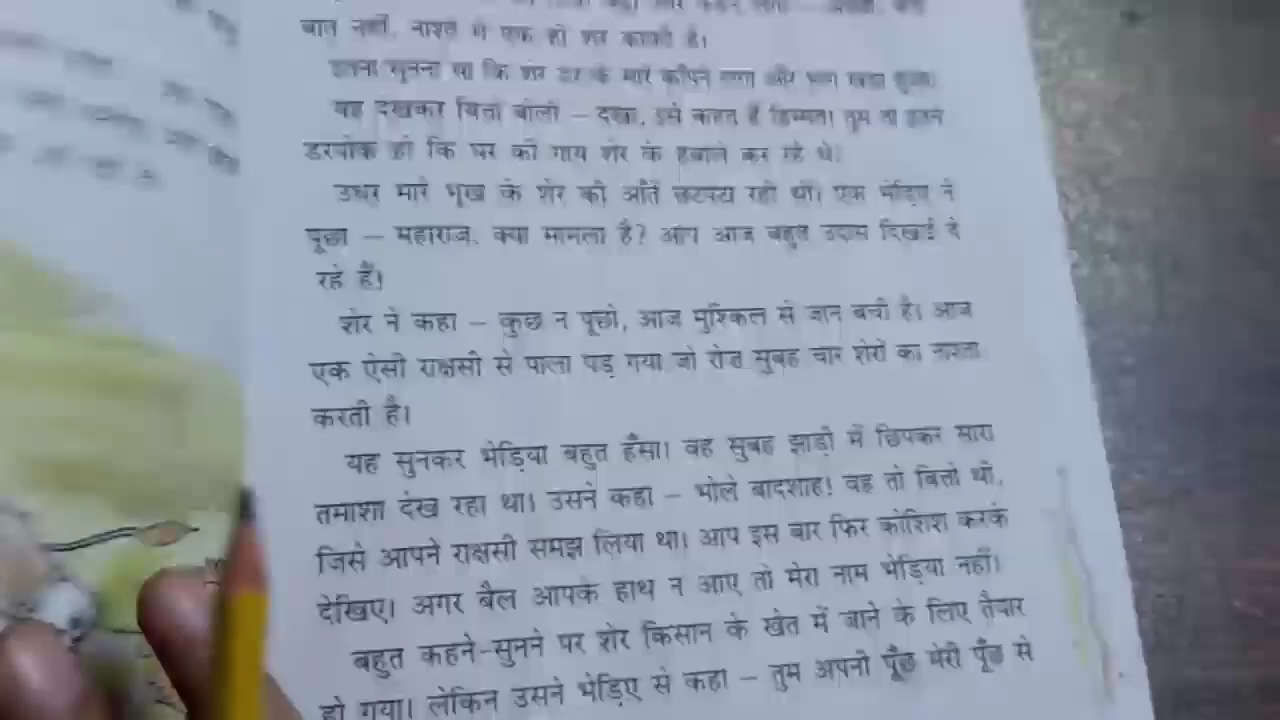 बात नहीं, नाश्ते में एक ही शेर काफी है।
इतना सुनना था कि शेर डर के मारे काँपने लगा और भाग खड़ा हुआ।
यह देखकर बित्तो बोली – देखा, इसे कहते हैं हिम्मत। तुम तो इतने
डरपोक हो कि घर की गाय शेर के हवाले कर रहे थे।
उधर मारे भूख के शेर की आँतें छटपटा रही थीं। एक भेड़िए ने
पूछा – महाराज, क्या मामला है? आप आज बहुत उदास दिखाई दे
रहे हैं।
शेर ने कहा – कुछ न पूछो, आज मुश्किल से जान बची है। आज
एक ऐसी राक्षसी से पाला पड़ गया जो रोज़ सुबह चार शेरों का नाश्ता
करती है।
यह सुनकर भेड़िया बहुत हँसा। वह सुबह झाड़ी में छिपकर सारा
तमाशा देख रहा था। उसने कहा – भोले बादशाह! वह तो बित्तो थी,
जिसे आपने राक्षसी समझ लिया था। आप इस बार फिर कोशिश करके
देखिए। अगर बैल आपके हाथ न आए तो मेरा नाम भेड़िया नहीं।
बहुत कहने-सुनने पर शेर किसान के खेत में जाने के लिए तैयार
हो गया। लेकिन उसने भेड़िए से कहा – तुम अपनी पूँछ मेरी पूँछ से